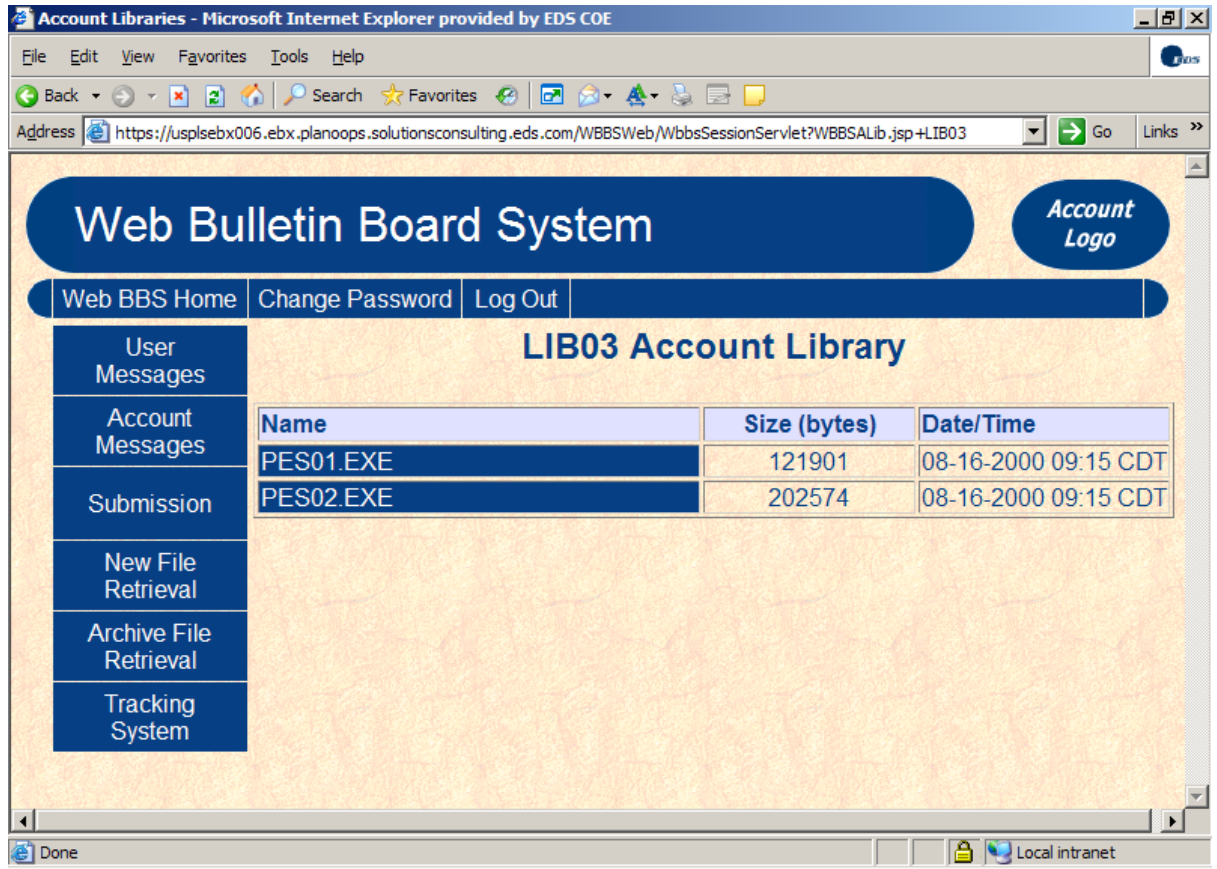 Account Libraries - Microsoft Internet Explorer provided by EDS COE
File Edit View Favorites Tools Help
EDS
Back Search Favorites
Address https://usplsebx006.ebx.planoops.solutionsconsulting.eds.com/WBBSWeb/WbbsSessionServlet?WBBSALib.jsp+LIB03 Go Links »
Web Bulletin Board System
Account
Logo
Web BBS Home Change Password Log Out
User
Messages
Account
Messages
Submission
New File
Retrieval
Archive File
Retrieval
Tracking
System
LIB03 Account Library
Name Size (bytes) Date/Time
PES01.EXE 121901 08-16-2000 09:15 CDT
PES02.EXE 202574 08-16-2000 09:15 CDT
Done Local intranet